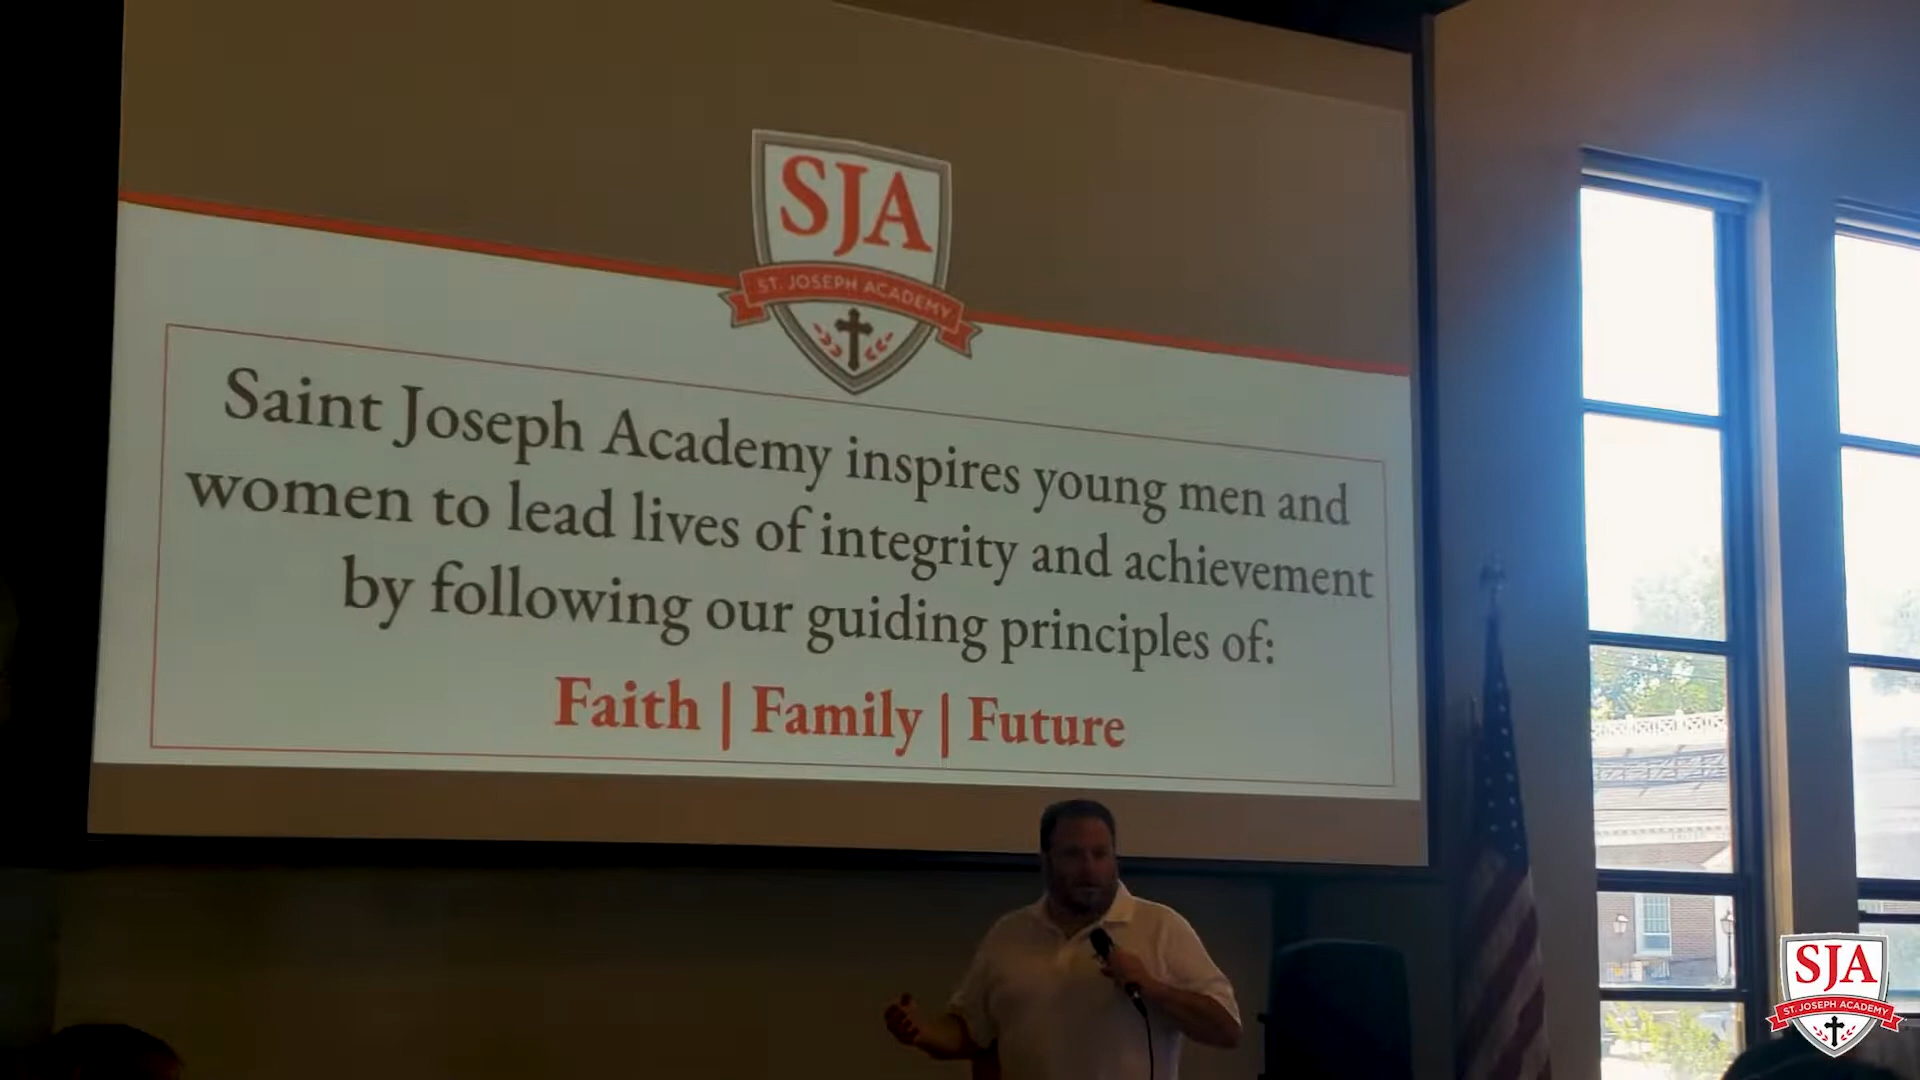 SJA
ST. JOSEPH ACADEMY
Saint Joseph Academy inspires young men and
women to lead lives of integrity and achievement
by following our guiding principles of:
Faith | Family | Future
SJA
ST. JOSEPH ACADEMY